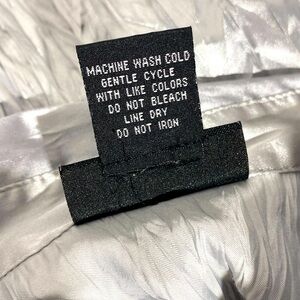 MACHINE WASH COLD
GENTLE CYCLE
WITH LIKE COLORS
DO NOT BLEACH
LINE DRY
DO NOT IRON